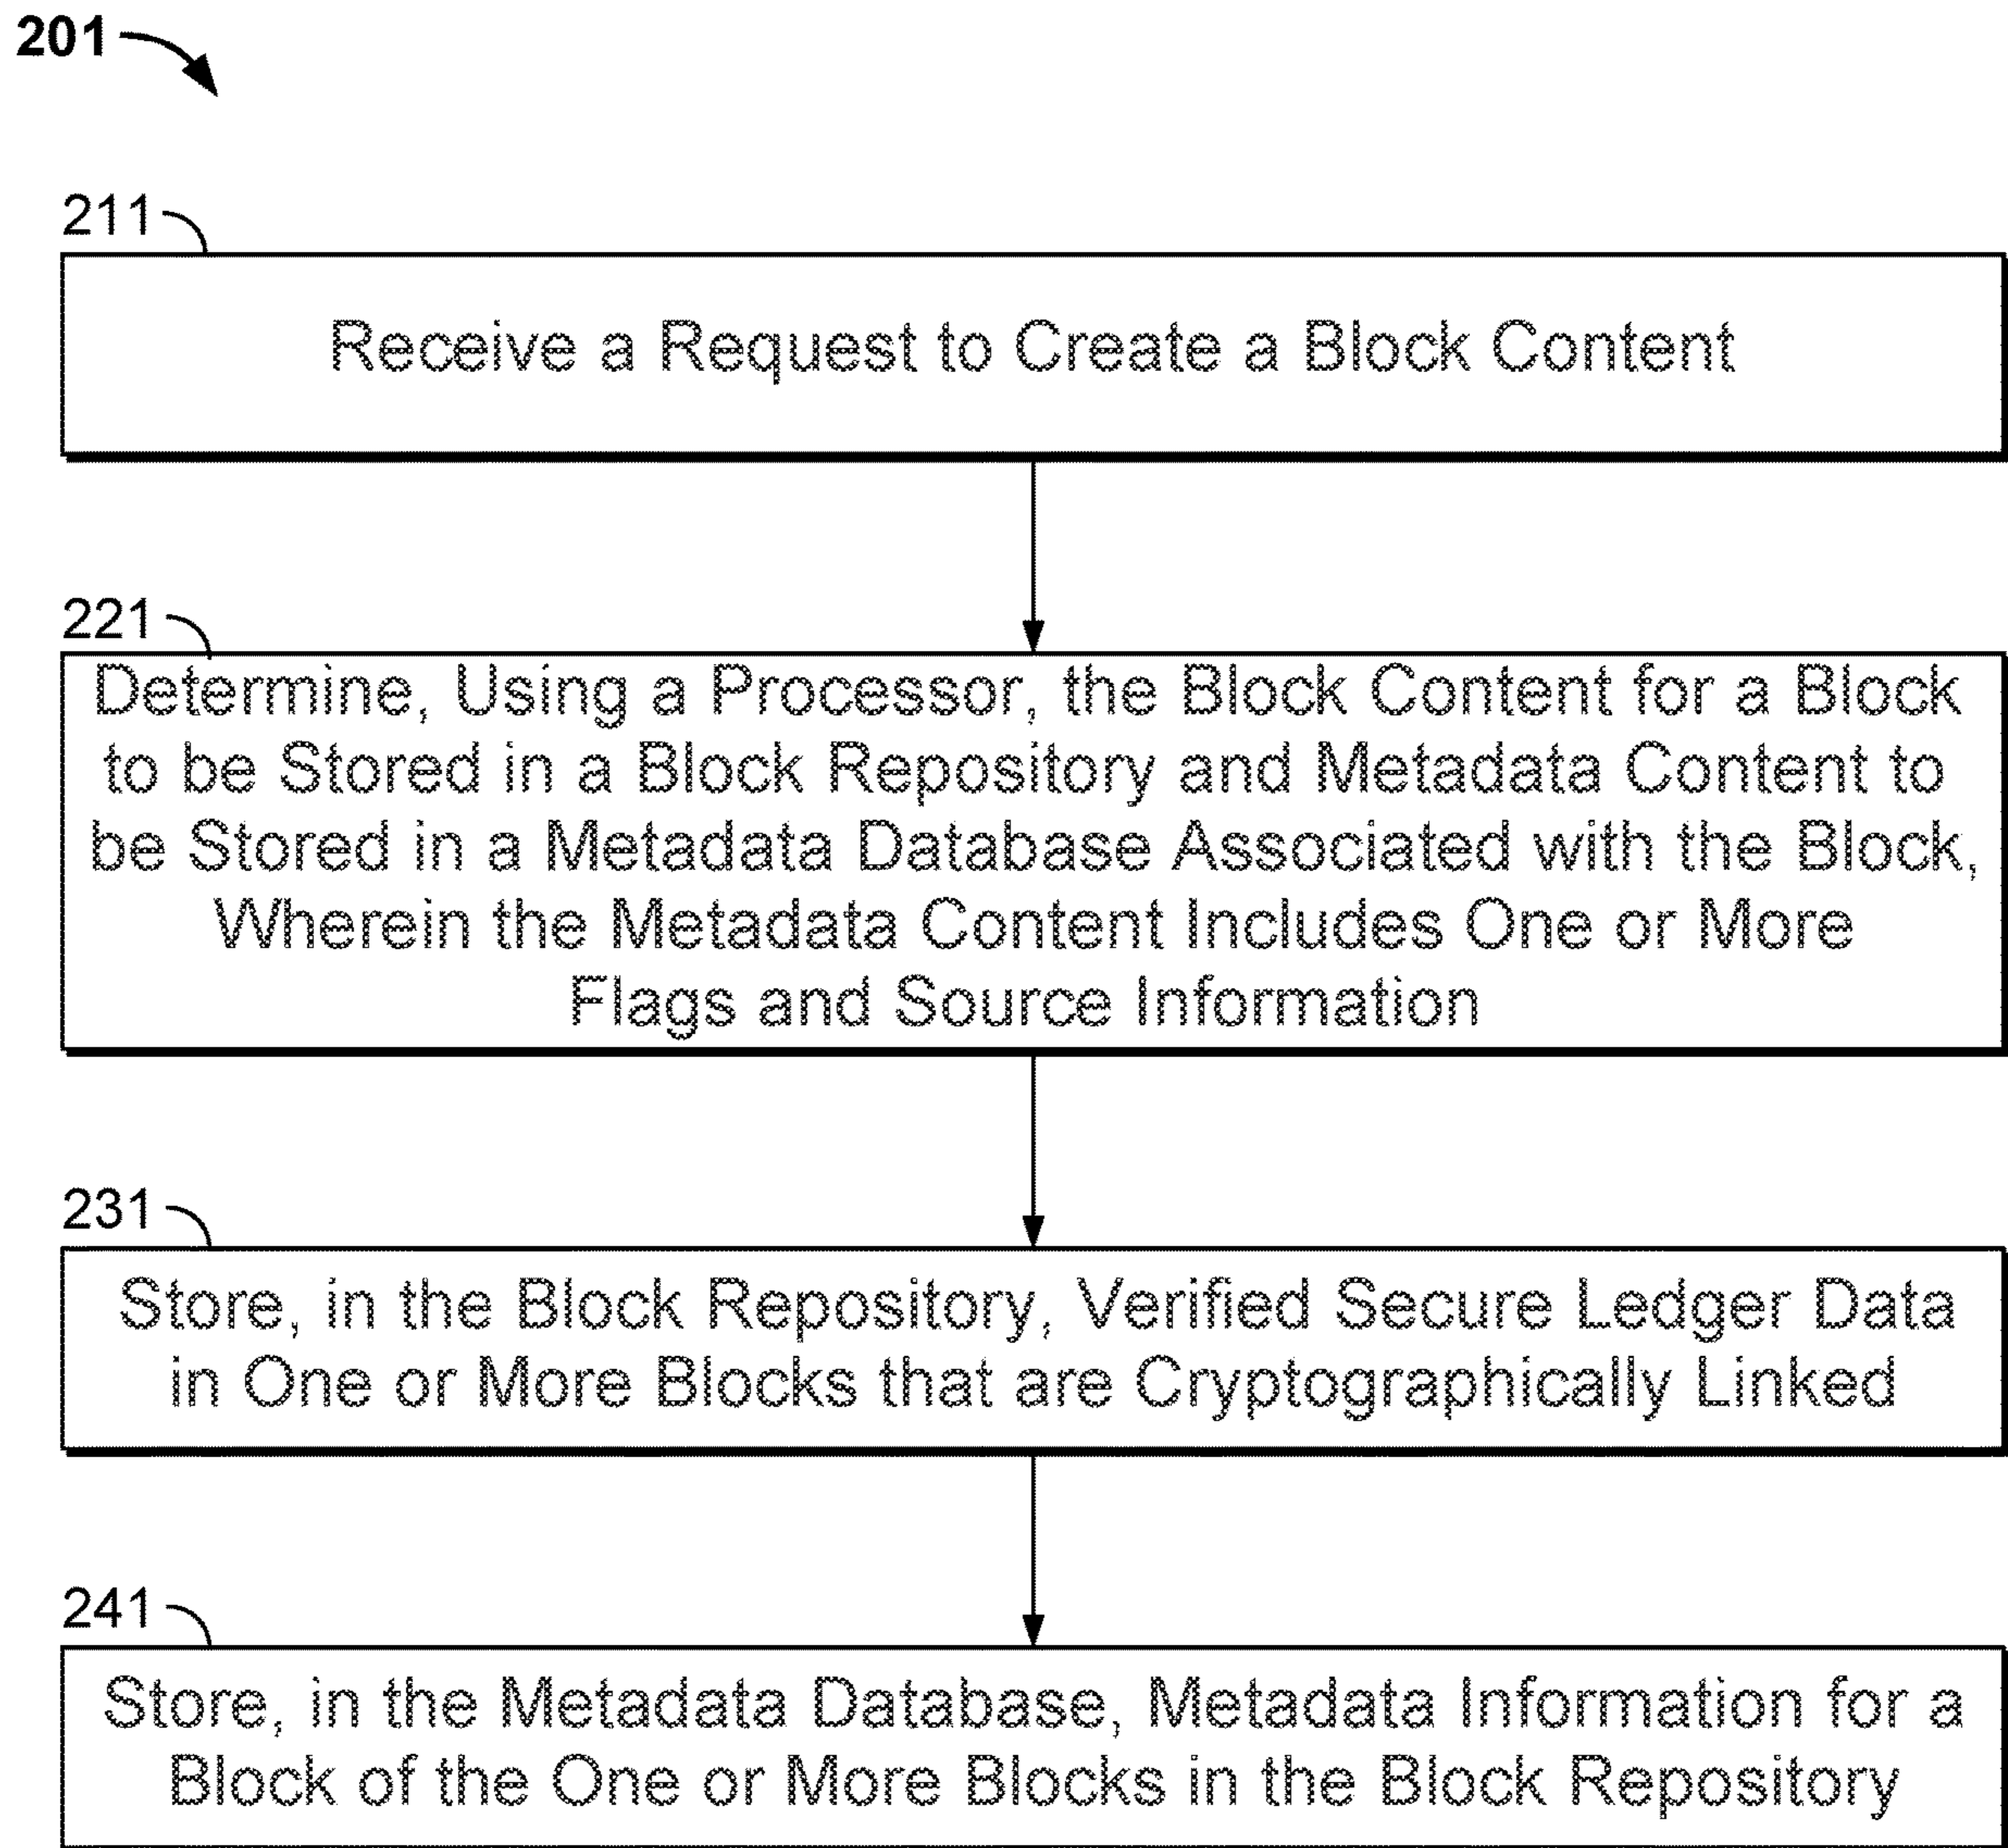 201
211
Receive a Request to Create a Block Content
221
Determine, Using a Processor, the Block Content for a Block
to be Stored in a Block Repository and Metadata Content to
be Stored in a Metadata Database Associated with the Block,
Wherein the Metadata Content Includes One or More
Flags and Source Information
231
Store, in the Block Repository, Verified Secure Ledger Data
in One or More Blocks that are Cryptographically Linked
241
Store, in the Metadata Database, Metadata Information for a
Block of the One or More Blocks in the Block Repository